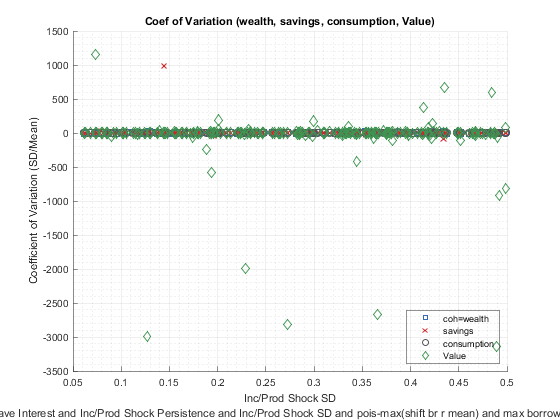 Coef of Variation (wealth, savings, consumption, Value)
1500
1000
500
0
-500
-1000
-1500
-2000
-2500
-3000
-3500
Coefficient of Variation (SD/Mean)
coh=wealth
savings
consumption
Value
0.05 0.1 0.15 0.2 0.25 0.3 0.35 0.4 0.45 0.5
Inc/Prod Shock SD
ave Interest and Inc/Prod Shock Persistence and Inc/Prod Shock SD and pois-max(shift br r mean) and max borrow